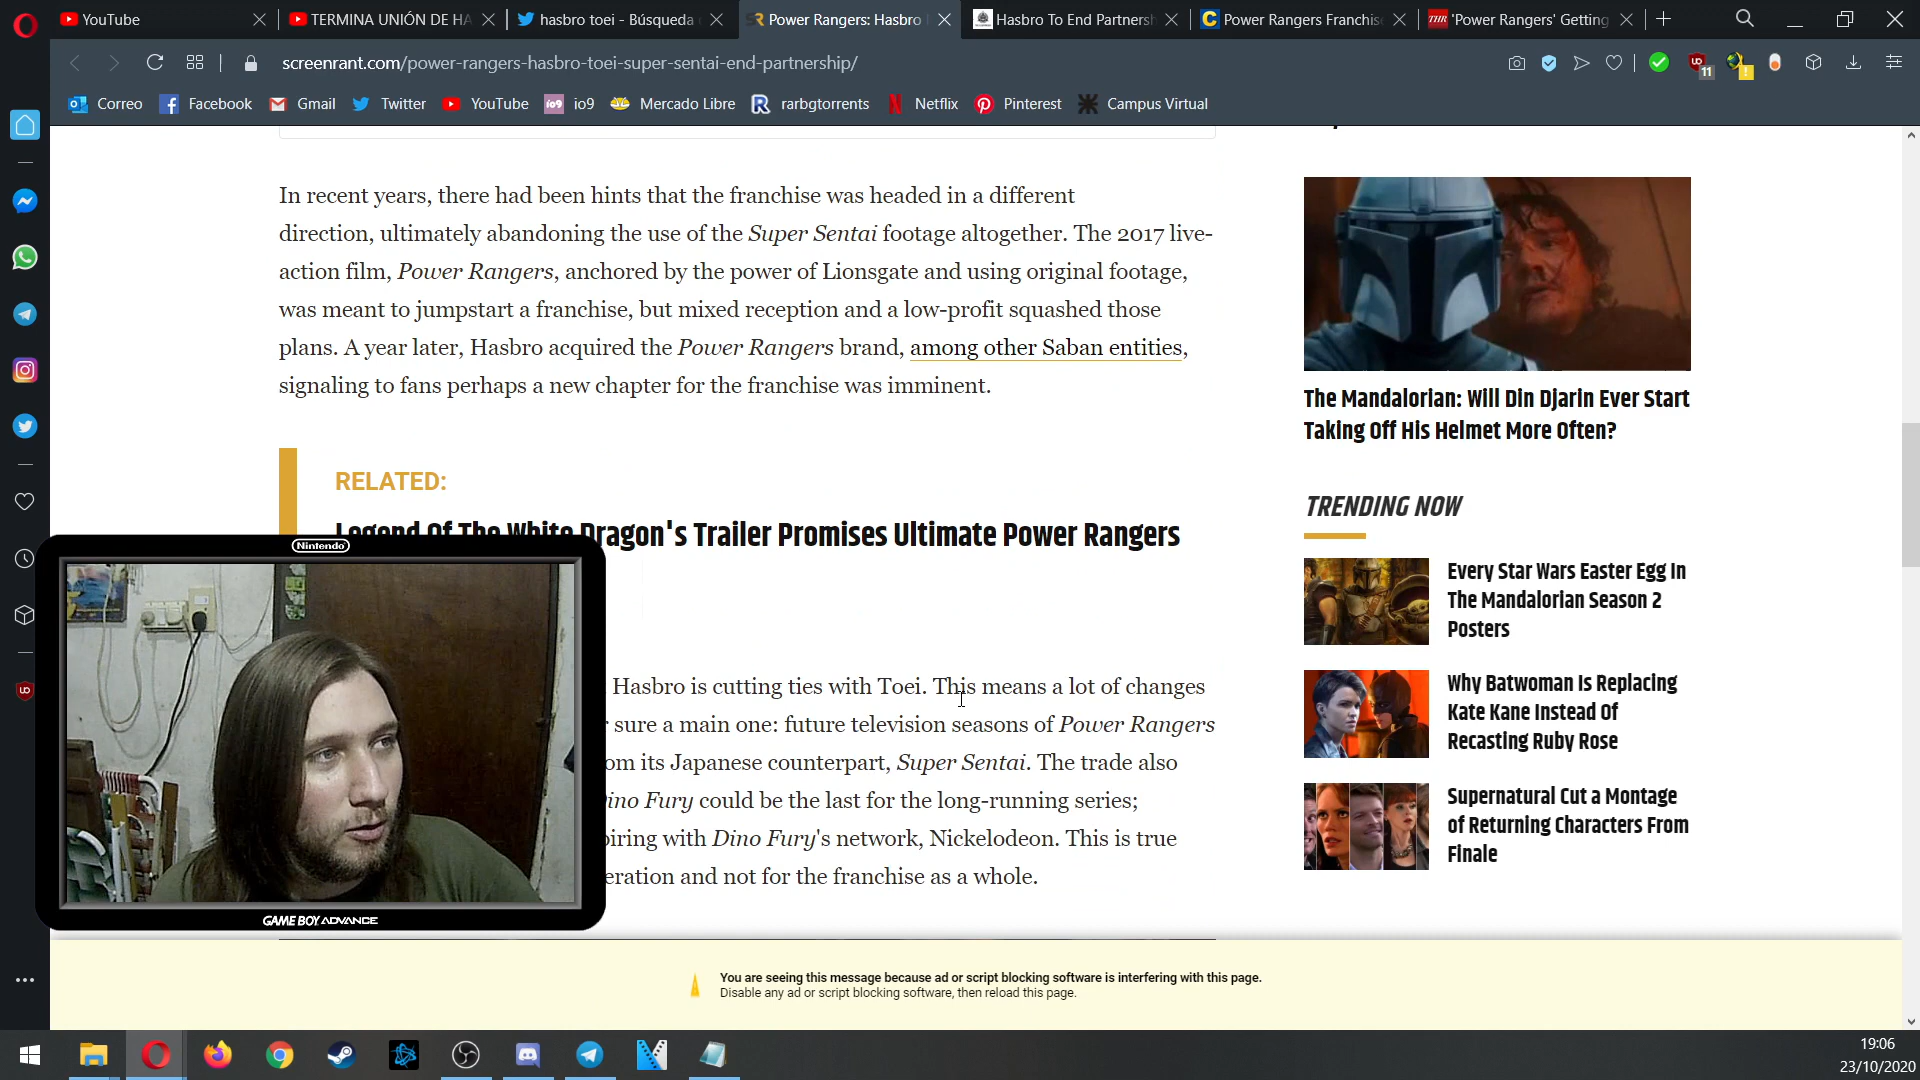 YouTube
TERMINA UNIÓN DE HA
hasbro toei - Búsqueda
Power Rangers: Hasbro
Hasbro To End Partnersh
Power Rangers Franchise
THR 'Power Rangers' Getting
screenrant.com/power-rangers-hasbro-toei-super-sentai-end-partnership/
11
Correo
Facebook
Gmail
Twitter
YouTube
io9 io9
Mercado Libre
rarbgtorrents
Netflix
Pinterest
Campus Virtual
In recent years, there had been hints that the franchise was headed in a different
direction, ultimately abandoning the use of the Super Sentai footage altogether. The 2017 live-
action film, Power Rangers, anchored by the power of Lionsgate and using original footage,
was meant to jumpstart a franchise, but mixed reception and a low-profit squashed those
plans. A year later, Hasbro acquired the Power Rangers brand, among other Saban entities,
signaling to fans perhaps a new chapter for the franchise was imminent.
RELATED:
Legend Of The White Dragon's Trailer Promises Ultimate Power Rangers
Hasbro is cutting ties with Toei. This means a lot of changes
sure a main one: future television seasons of Power Rangers
om its Japanese counterpart, Super Sentai. The trade also
ino Fury could be the last for the long-running series;
piring with Dino Fury's network, Nickelodeon. This is true
eration and not for the franchise as a whole.
Nintendo
GAME BOY ADVANCE
The Mandalorian: Will Din Djarin Ever Start
Taking Off His Helmet More Often?
TRENDING NOW
Every Star Wars Easter Egg In
The Mandalorian Season 2
Posters
Why Batwoman Is Replacing
Kate Kane Instead Of
Recasting Ruby Rose
Supernatural Cut a Montage
of Returning Characters From
Finale
You are seeing this message because ad or script blocking software is interfering with this page.
Disable any ad or script blocking software, then reload this page.
19:06
23/10/2020